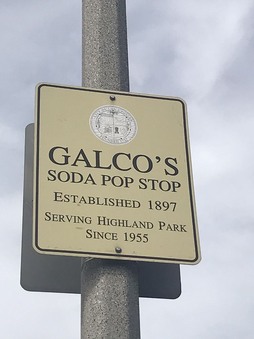 GALCO'S
SODA POP STOP
ESTABLISHED 1897
SERVING HIGHLAND PARK
SINCE 1955